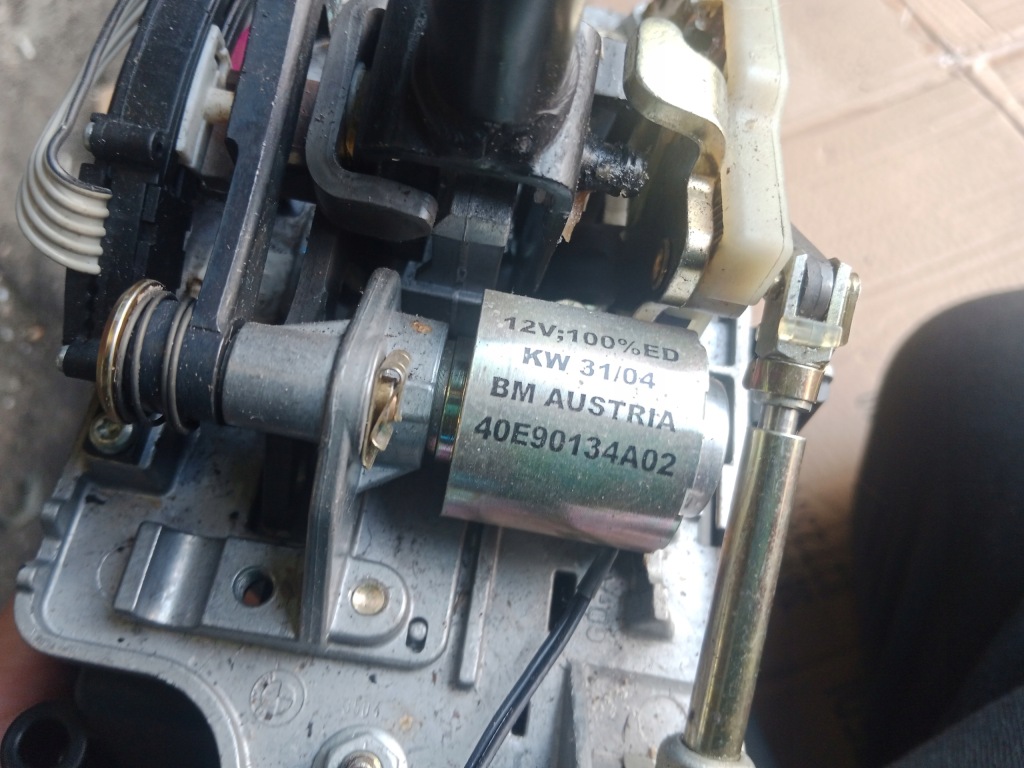 12V;100%ED
KW 31/04
BM AUSTRIA
40E90134A02